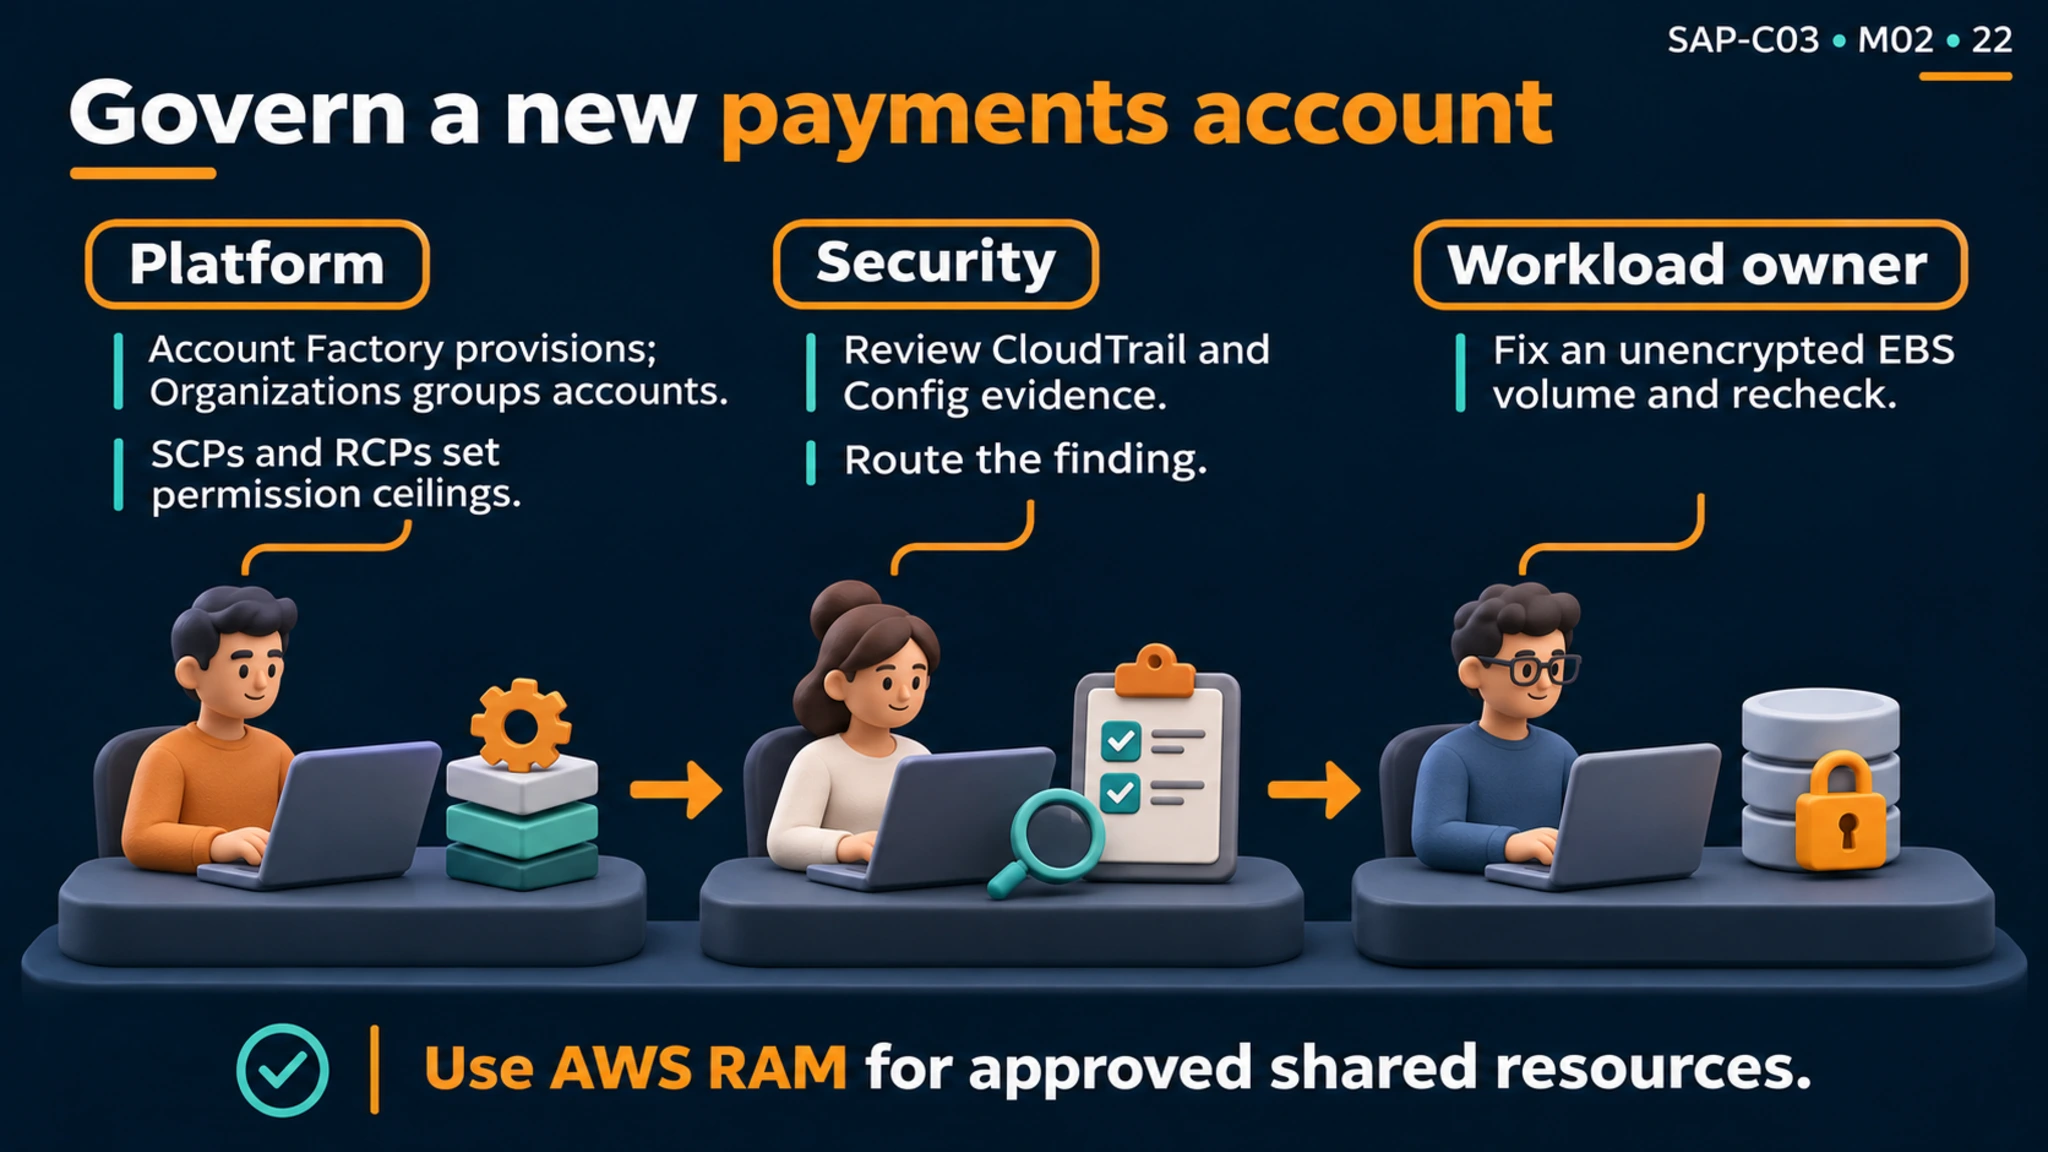 SAP-C03 • M02 • 22
Govern a new payments account
Platform
Account Factory provisions;
Organizations groups accounts.
SCPs and RCPs set
permission ceilings.
Security
Review CloudTrail and
Config evidence.
Route the finding.
Workload owner
Fix an unencrypted EBS
volume and recheck.
Use AWS RAM for approved shared resources.